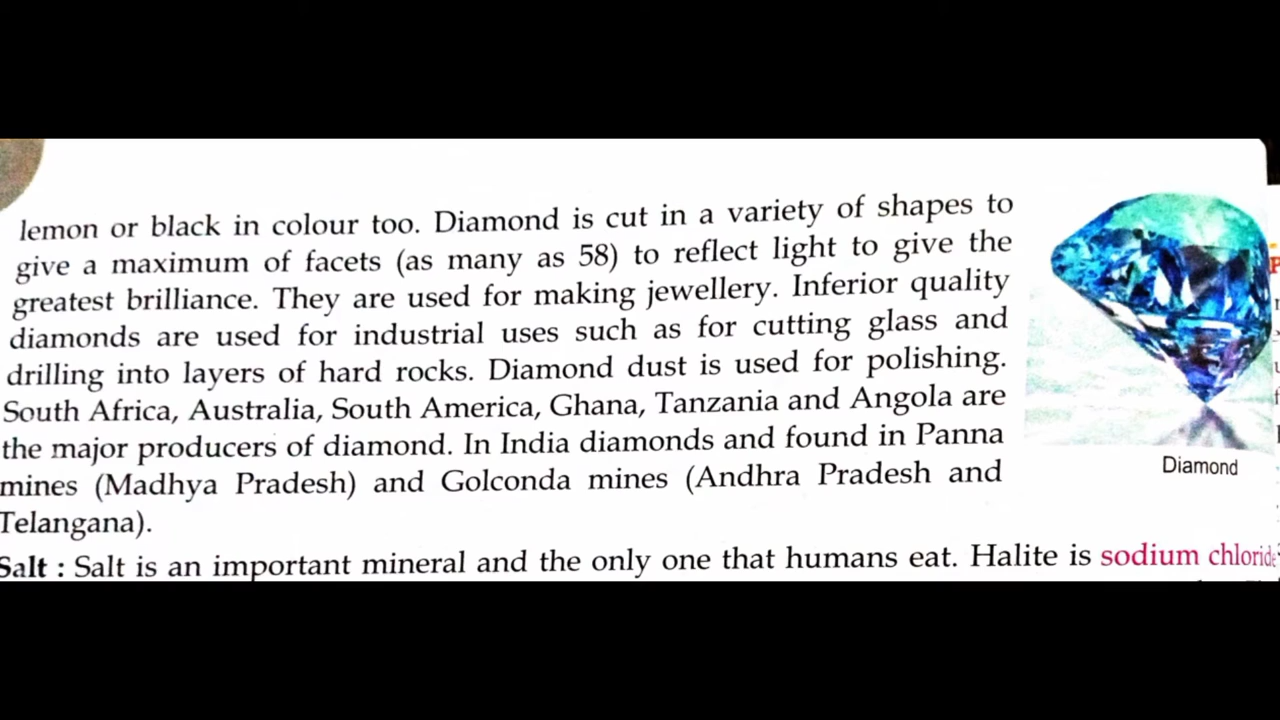 lemon or black in colour too. Diamond is cut in a variety of shapes to
give a maximum of facets (as many as 58) to reflect light to give the
greatest brilliance. They are used for making jewellery. Inferior quality
diamonds are used for industrial uses such as for cutting glass and
drilling into layers of hard rocks. Diamond dust is used for polishing.
South Africa, Australia, South America, Ghana, Tanzania and Angola are
the major producers of diamond. In India diamonds and found in Panna
mines (Madhya Pradesh) and Golconda mines (Andhra Pradesh and
Telangana).
Diamond
Salt : Salt is an important mineral and the only one that humans eat. Halite is sodium chloride